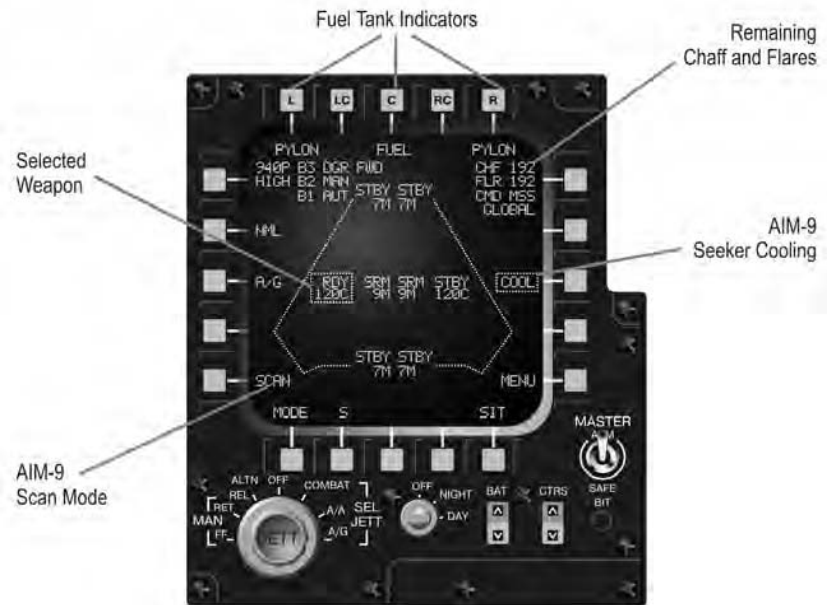 Fuel Tank Indicators
Remaining
Chaff and Flares
L LC C RC R
PYLON FUEL PYLON
940P B3 DGR FWD CHF 192
HIGH B2 MAN FLR 192
B1 AUT STBY STBY CMD MSS
7M 7M GLOBAL
Selected
Weapon
NML
AIM-9
Seeker Cooling
A/G RDY SRM SRM STBY COOL
120C 9M 9M 120C
STBY STBY
7M 7M
SCAN MENU
MODE S SIT
AIM-9
Scan Mode
MASTER
ARM
SAFE
BIT
ALTN OFF COMBAT
REL
RET A/A SEL
MAN JETT
FF A/G
JETT
OFF
NIGHT
DAY
BAT CTRS